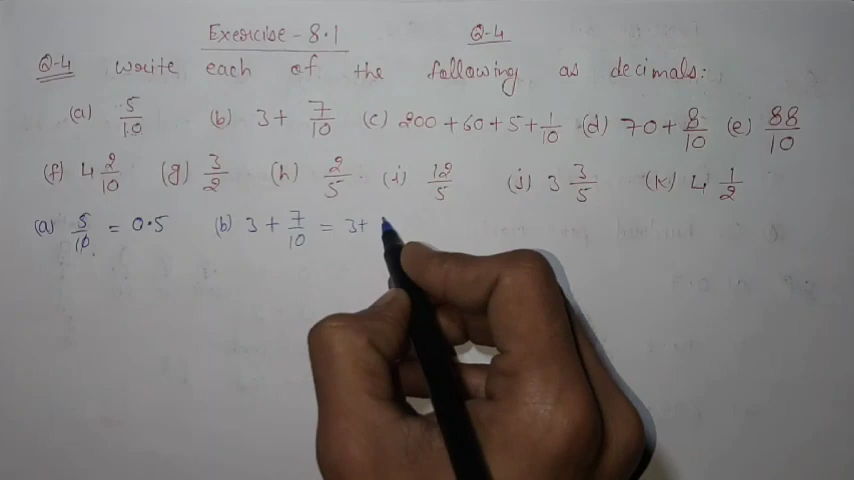 Exercise - 8.1 Q-4
Q-4 write each of the following as decimals:
(a) 5/10 (b) 3 + 7/10 (c) 200 + 60 + 5 + 1/10 (d) 70 + 8/10 (e) 88/10
(f) 4 2/10 (g) 3/2 (h) 2/5 (i) 12/5 (j) 3 3/5 (k) 4 1/2
(a) 5/10 = 0.5 (b) 3 + 7/10 = 3+